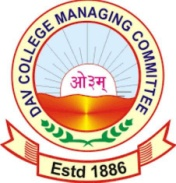 DAV COLLEGE MANAGING COMMITTEE
ओ३म्
Estd 1886